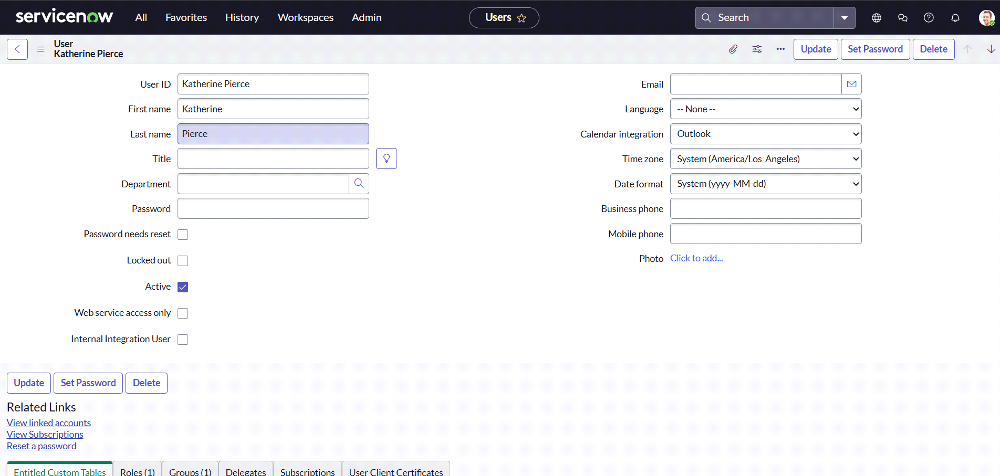 servicenow
All
Favorites
History
Workspaces
Admin
Users
Search
User
Katherine Pierce
Update
Set Password
Delete
User ID
Katherine Pierce
First name
Katherine
Last name
Pierce
Title
Department
Password
Password needs reset
Locked out
Active
Web service access only
Internal Integration User
Email
Language
-- None --
Calendar integration
Outlook
Time zone
System (America/Los_Angeles)
Date format
System (yyyy-MM-dd)
Business phone
Mobile phone
Photo
Click to add...
Update
Set Password
Delete
Related Links
View linked accounts
View Subscriptions
Reset a password
Entitled Custom Tables
Roles (1)
Groups (1)
Delegates
Subscriptions
User Client Certificates